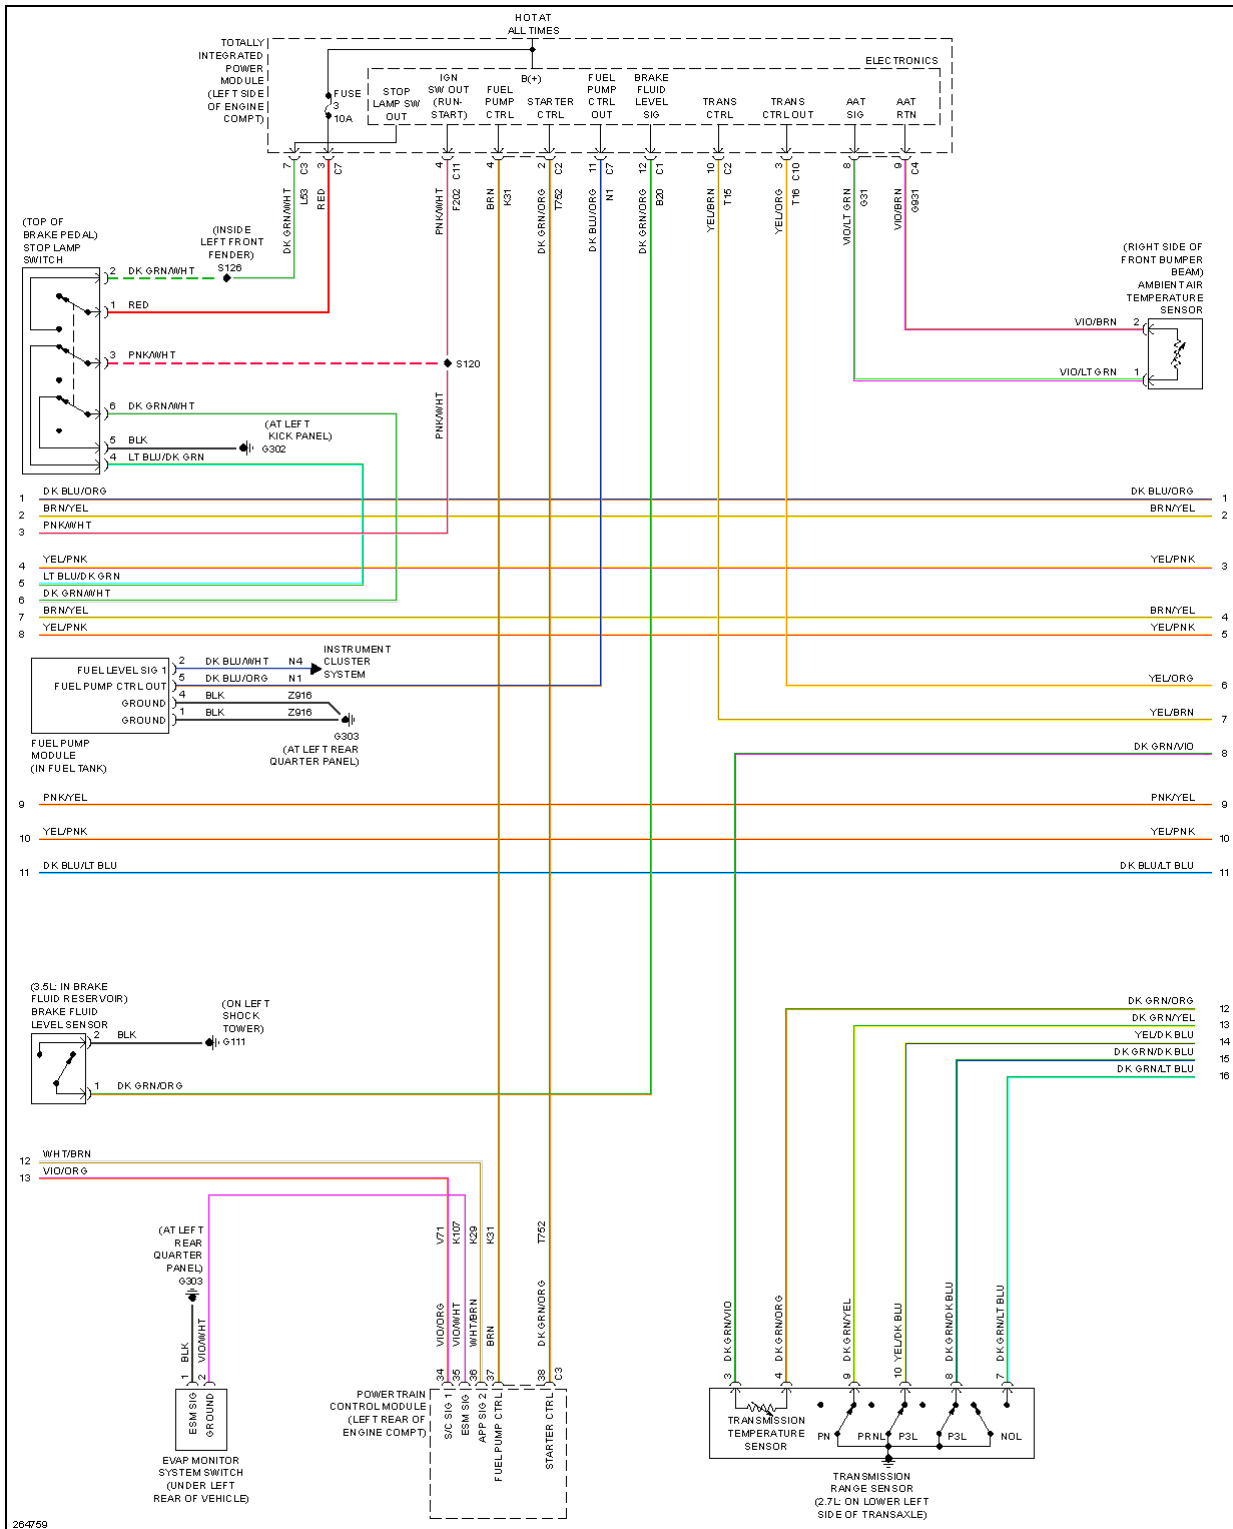 HOT AT
ALL TIMES
TOTALLY
INTEGRATED
POWER
MODULE
(LEFT SIDE
OF ENGINE
COMPT)
FUSE
3
10A
ELECTRONICS
STOP
LAMP SW
OUT
IGN
SW OUT
(RUN-
START)
FUEL
PUMP
CTRL
B(+)
STARTER
CTRL
FUEL
PUMP
CTRL
OUT
BRAKE
FLUID
LEVEL
SIG
TRANS
CTRL
TRANS
CTRL OUT
AAT
SIG
AAT
RTN
7 C3
3 C7
4 C11
4
2 C2
11 C7
12 C1
10 C2
3 C10
8
9 C4
DK GRN/WHT L53
RED
PNK/WHT F202
BRN K31
DK GRN/ORG T752
DK BLU/ORG N1
DK GRN/ORG B20
YEL/BRN T15
YEL/ORG T16
VIO/LT GRN G31
VIO/BRN G931
(TOP OF
BRAKE PEDAL)
STOP LAMP
SWITCH
(INSIDE
LEFT FRONT
FENDER)
S126
2 DK GRN/WHT
1 RED
3 PNK/WHT
S120
PNK/WHT
6 DK GRN/WHT
5 BLK
(AT LEFT
KICK PANEL)
G302
4 LT BLU/DK GRN
(RIGHT SIDE OF
FRONT BUMPER
BEAM)
AMBIENT AIR
TEMPERATURE
SENSOR
VIO/BRN 2
VIO/LT GRN 1
1 DK BLU/ORG DK BLU/ORG 1
2 BRN/YEL BRN/YEL 2
3 PNK/WHT
4 YEL/PNK YEL/PNK 3
5 LT BLU/DK GRN
6 DK GRN/WHT
7 BRN/YEL BRN/YEL 4
8 YEL/PNK YEL/PNK 5
FUEL LEVEL SIG 1
FUEL PUMP CTRL OUT
GROUND
GROUND
2 DK BLU/WHT N4
5 DK BLU/ORG N1
4 BLK Z916
1 BLK Z916
INSTRUMENT
CLUSTER
SYSTEM
G303
(AT LEFT REAR
QUARTER PANEL)
FUEL PUMP
MODULE
(IN FUEL TANK)
YEL/ORG 6
YEL/BRN 7
DK GRN/VIO 8
9 PNK/YEL PNK/YEL 9
10 YEL/PNK YEL/PNK 10
11 DK BLU/LT BLU DK BLU/LT BLU 11
(3.5L: IN BRAKE
FLUID RESERVOIR)
BRAKE FLUID
LEVEL SENSOR
2 BLK
(ON LEFT
SHOCK
TOWER)
G111
1 DK GRN/ORG
DK GRN/ORG 12
DK GRN/YEL 13
YEL/DK BLU 14
DK GRN/DK BLU 15
DK GRN/LT BLU 16
12 WHT/BRN
13 VIO/ORG
(AT LEFT
REAR
QUARTER
PANEL)
G303
1 BLK
2 VIO/WHT
ESM SIG
GROUND
EVAP MONITOR
SYSTEM SWITCH
(UNDER LEFT
REAR OF VEHICLE)
POWERTRAIN
CONTROL MODULE
(LEFT REAR OF
ENGINE COMPT)
34 VIO/ORG V71
35 VIO/WHT K107
36 WHT/BRN K29
37 BRN K31
38 DK GRN/ORG T752
C3
S/C SIG 1
ESM SIG
APP SIG 2
FUEL PUMP CTRL
STARTER CTRL
3 DK GRN/VIO
4 DK GRN/ORG
9 DK GRN/YEL
10 YEL/DK BLU
8 DK GRN/DK BLU
7 DK GRN/LT BLU
TRANSMISSION
TEMPERATURE
SENSOR
PN
PRNL
P3L
P3L
NOL
TRANSMISSION
RANGE SENSOR
(2.7L: ON LOWER LEFT
SIDE OF TRANSAXLE)
264759